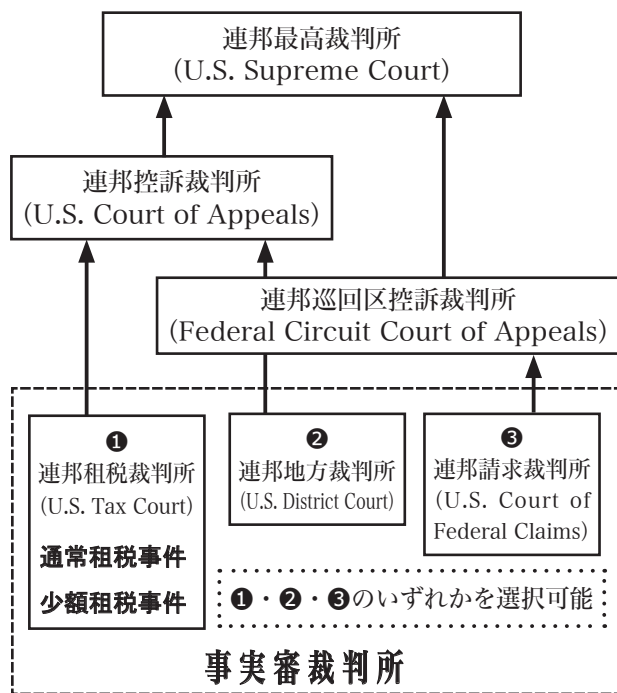 連邦最高裁判所
(U.S. Supreme Court)
連邦控訴裁判所
(U.S. Court of Appeals)
連邦巡回区控訴裁判所
(Federal Circuit Court of Appeals)
❶
連邦租税裁判所
(U.S. Tax Court)
通常租税事件
少額租税事件
❷
連邦地方裁判所
(U.S. District Court)
❸
連邦請求裁判所
(U.S. Court of
Federal Claims)
❶・❷・❸のいずれかを選択可能
事実審裁判所